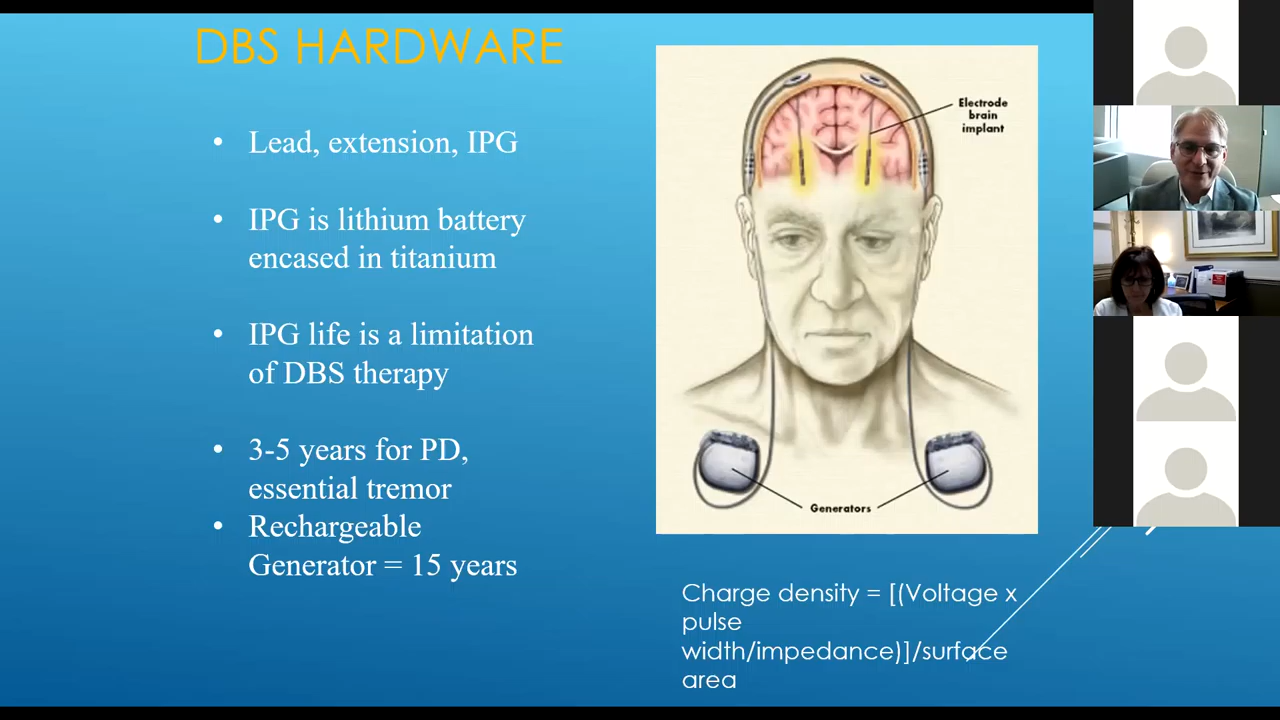 DBS HARDWARE
• Lead, extension, IPG
• IPG is lithium battery
encased in titanium
• IPG life is a limitation
of DBS therapy
• 3-5 years for PD,
essential tremor
• Rechargeable
Generator = 15 years
Electrode
brain
implant
Generators
Charge density = [(Voltage x
pulse
width/impedance)]/surface
area